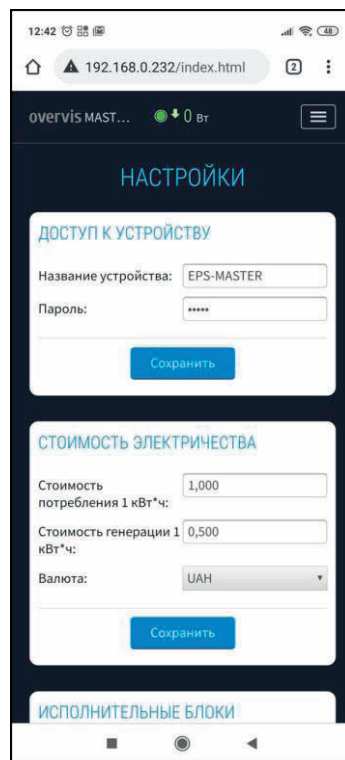 12:42
48
192.168.0.232/index.html
2
overvis MAST... 0 Вт
НАСТРОЙКИ
ДОСТУП К УСТРОЙСТВУ
Название устройства: EPS-MASTER
Пароль: •••••
Сохранить
СТОИМОСТЬ ЭЛЕКТРИЧЕСТВА
Стоимость
потребления 1 кВт*ч: 1,000
Стоимость генерации 1 0,500
кВт*ч:
Валюта: UAH
Сохранить
ИСПОЛНИТЕЛЬНЫЕ БЛОКИ